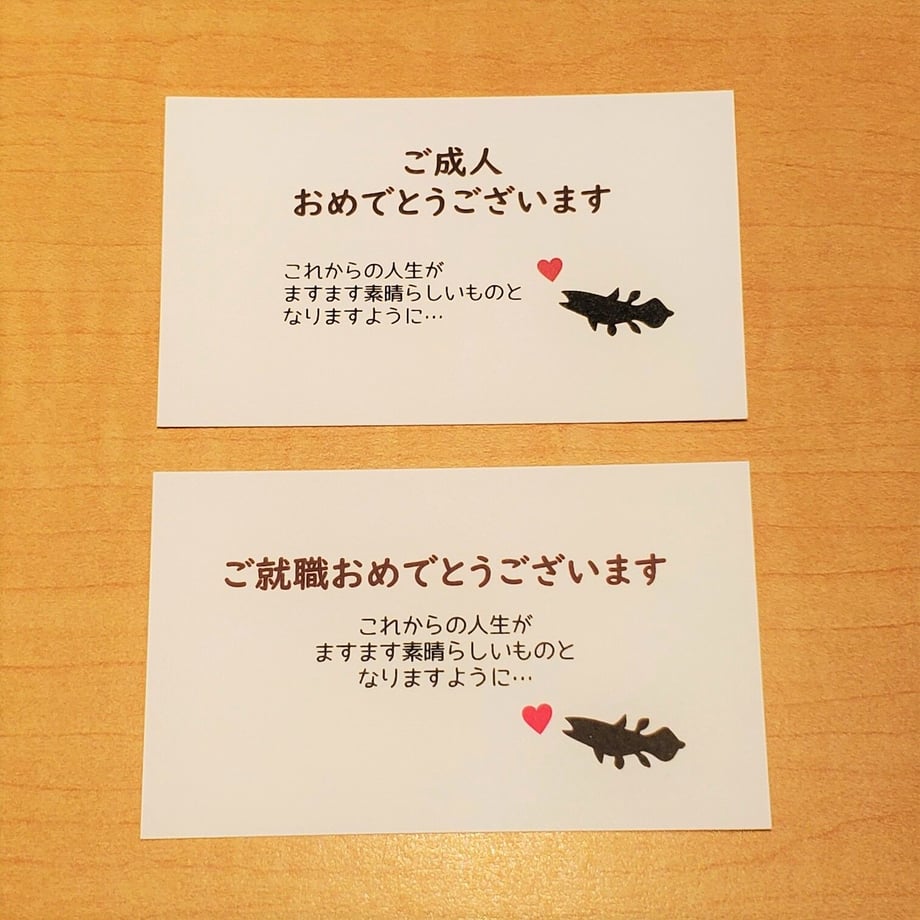 ご成人
おめでとうございます
これからの人生が
ますます素晴らしいものと
なりますように…
ご就職おめでとうございます
これからの人生が
ますます素晴らしいものと
なりますように…